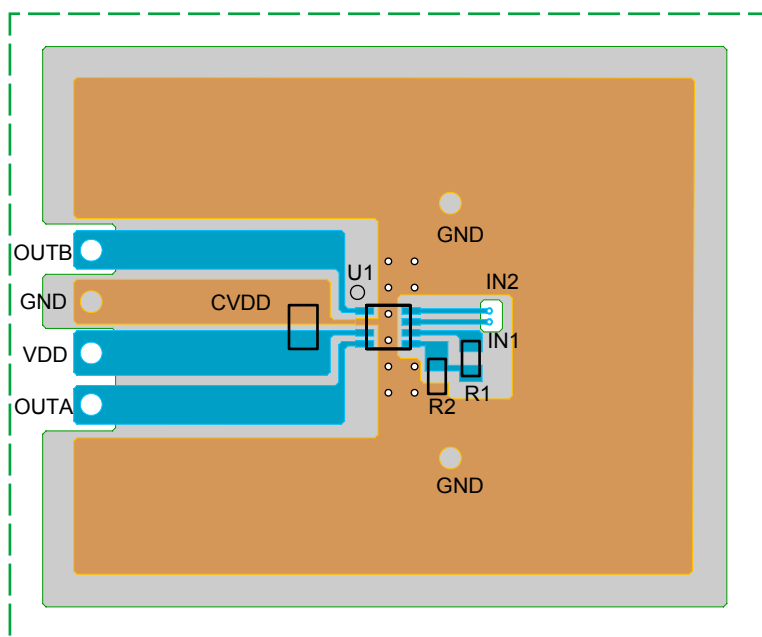 GND
OUTB
U1
IN2
GND
CVDD
IN1
VDD
R1
OUTA
R2
GND